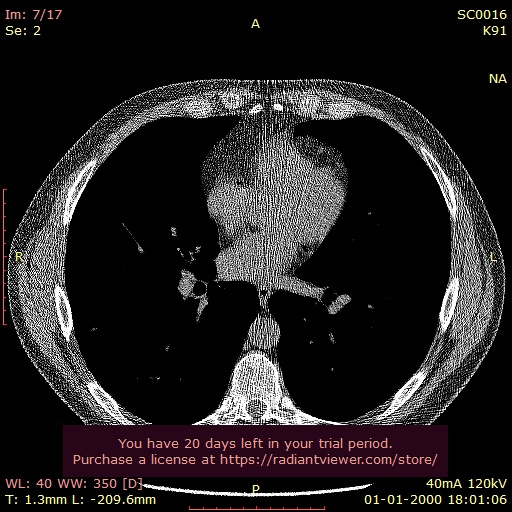 Im: 7/17
Se: 2
A
SC0016
K91
NA
R
L
You have 20 days left in your trial period.
Purchase a license at https://radiantviewer.com/store/
WL: 40 WW: 350 [D]
T: 1.3mm L: -209.6mm
P
40mA 120kV
01-01-2000 18:01:06